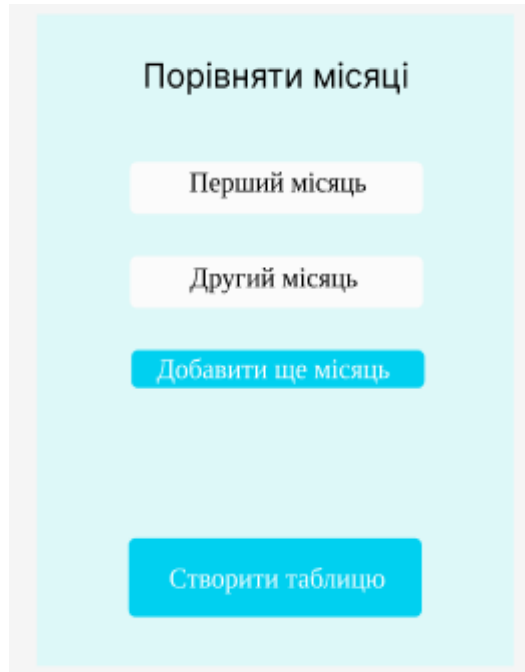 Порівняти місяці
Перший місяць
Другий місяць
Добавити ще місяць
Створити таблицю